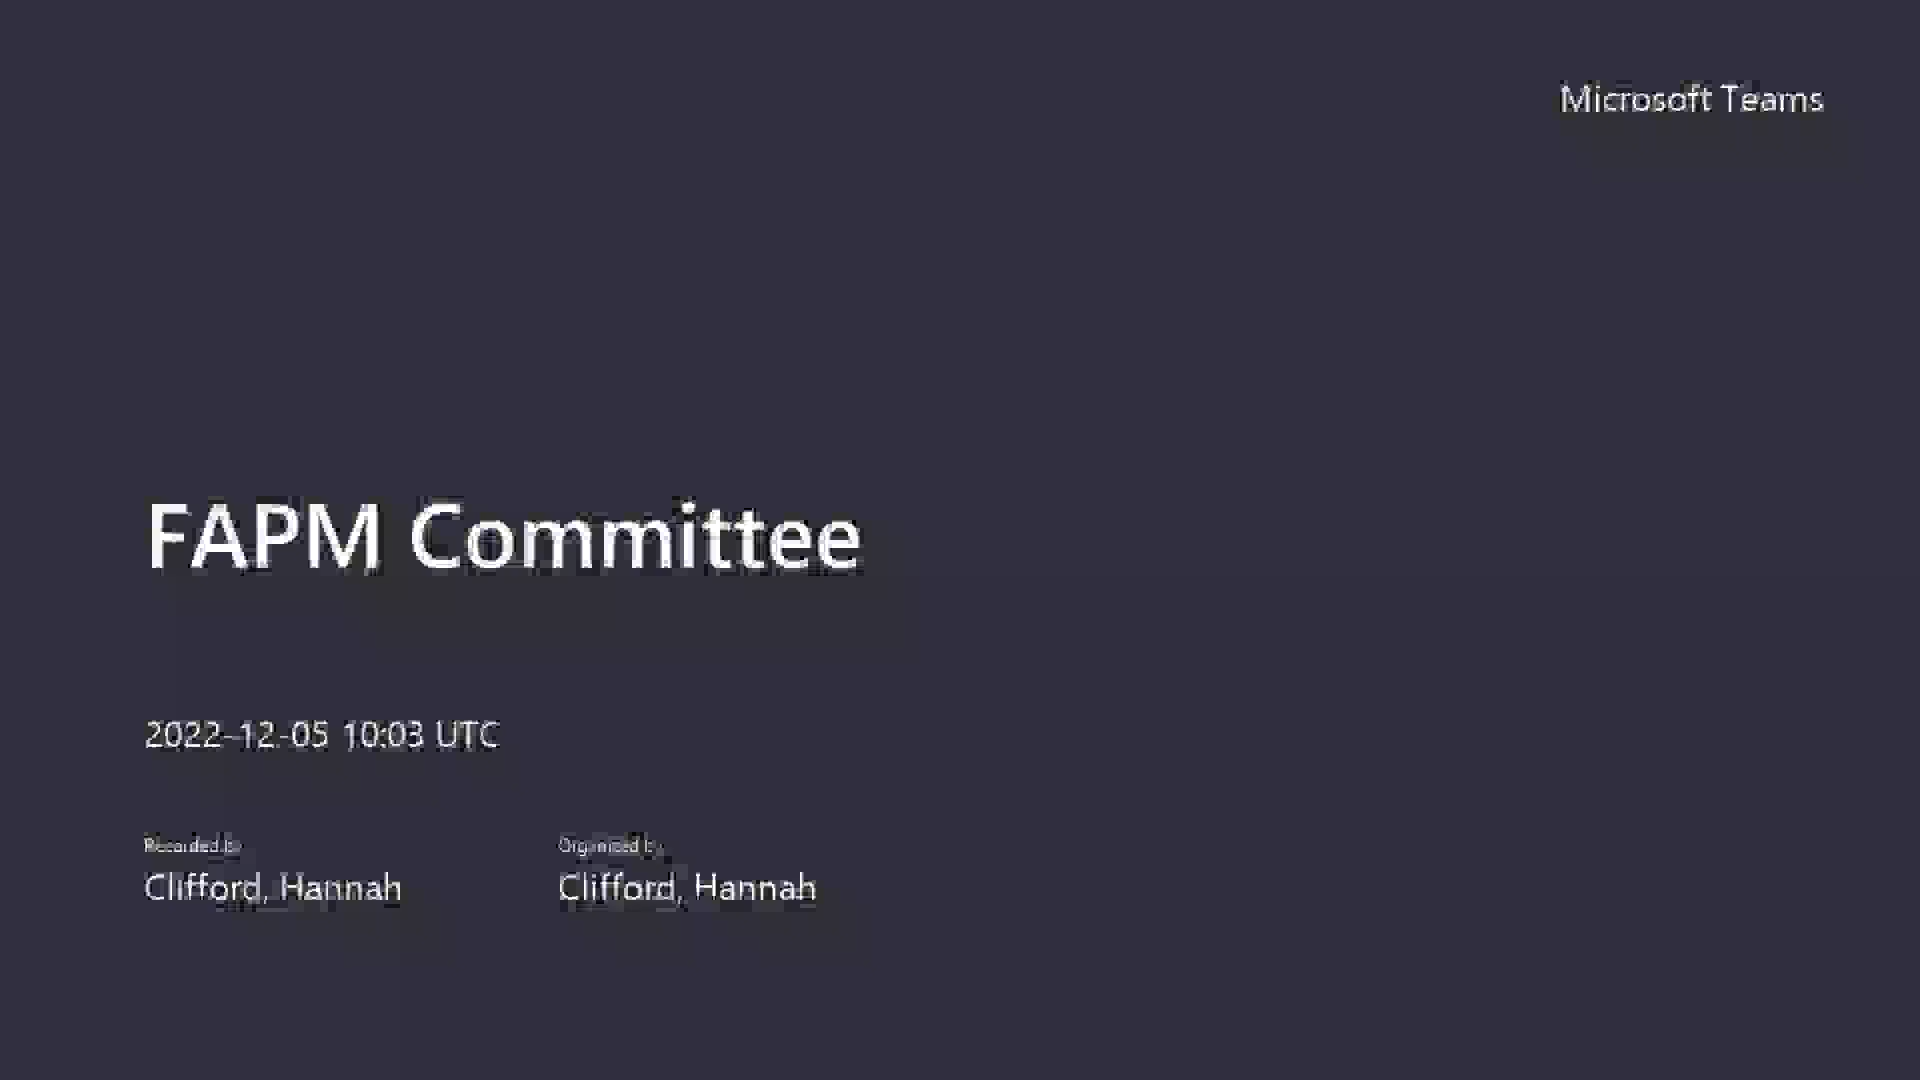 Microsoft Teams
FAPM Committee
2022-12-05 10:03 UTC
Recorded by
Organized by
Clifford, Hannah
Clifford, Hannah